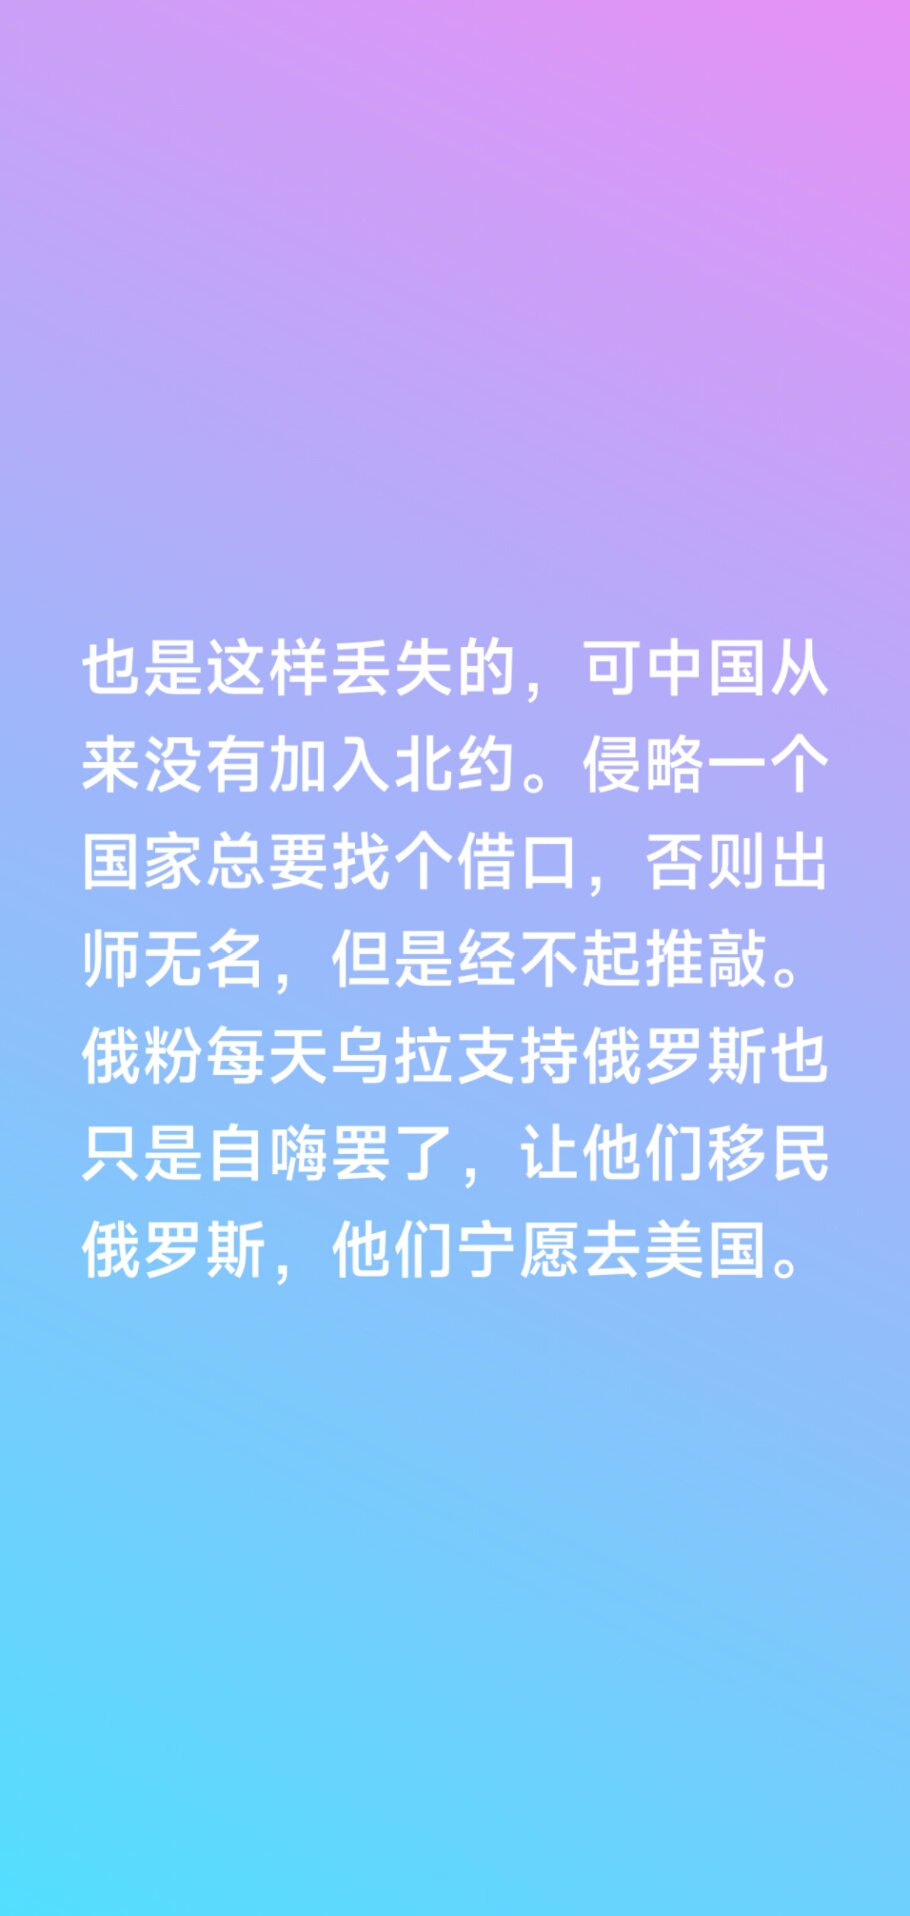 也是这样丢失的，可中国从
来没有加入北约。侵略一个
国家总要找个借口，否则出
师无名，但是经不起推敲。
俄粉每天乌拉支持俄罗斯也
只是自嗨罢了，让他们移民
俄罗斯，他们宁愿去美国。